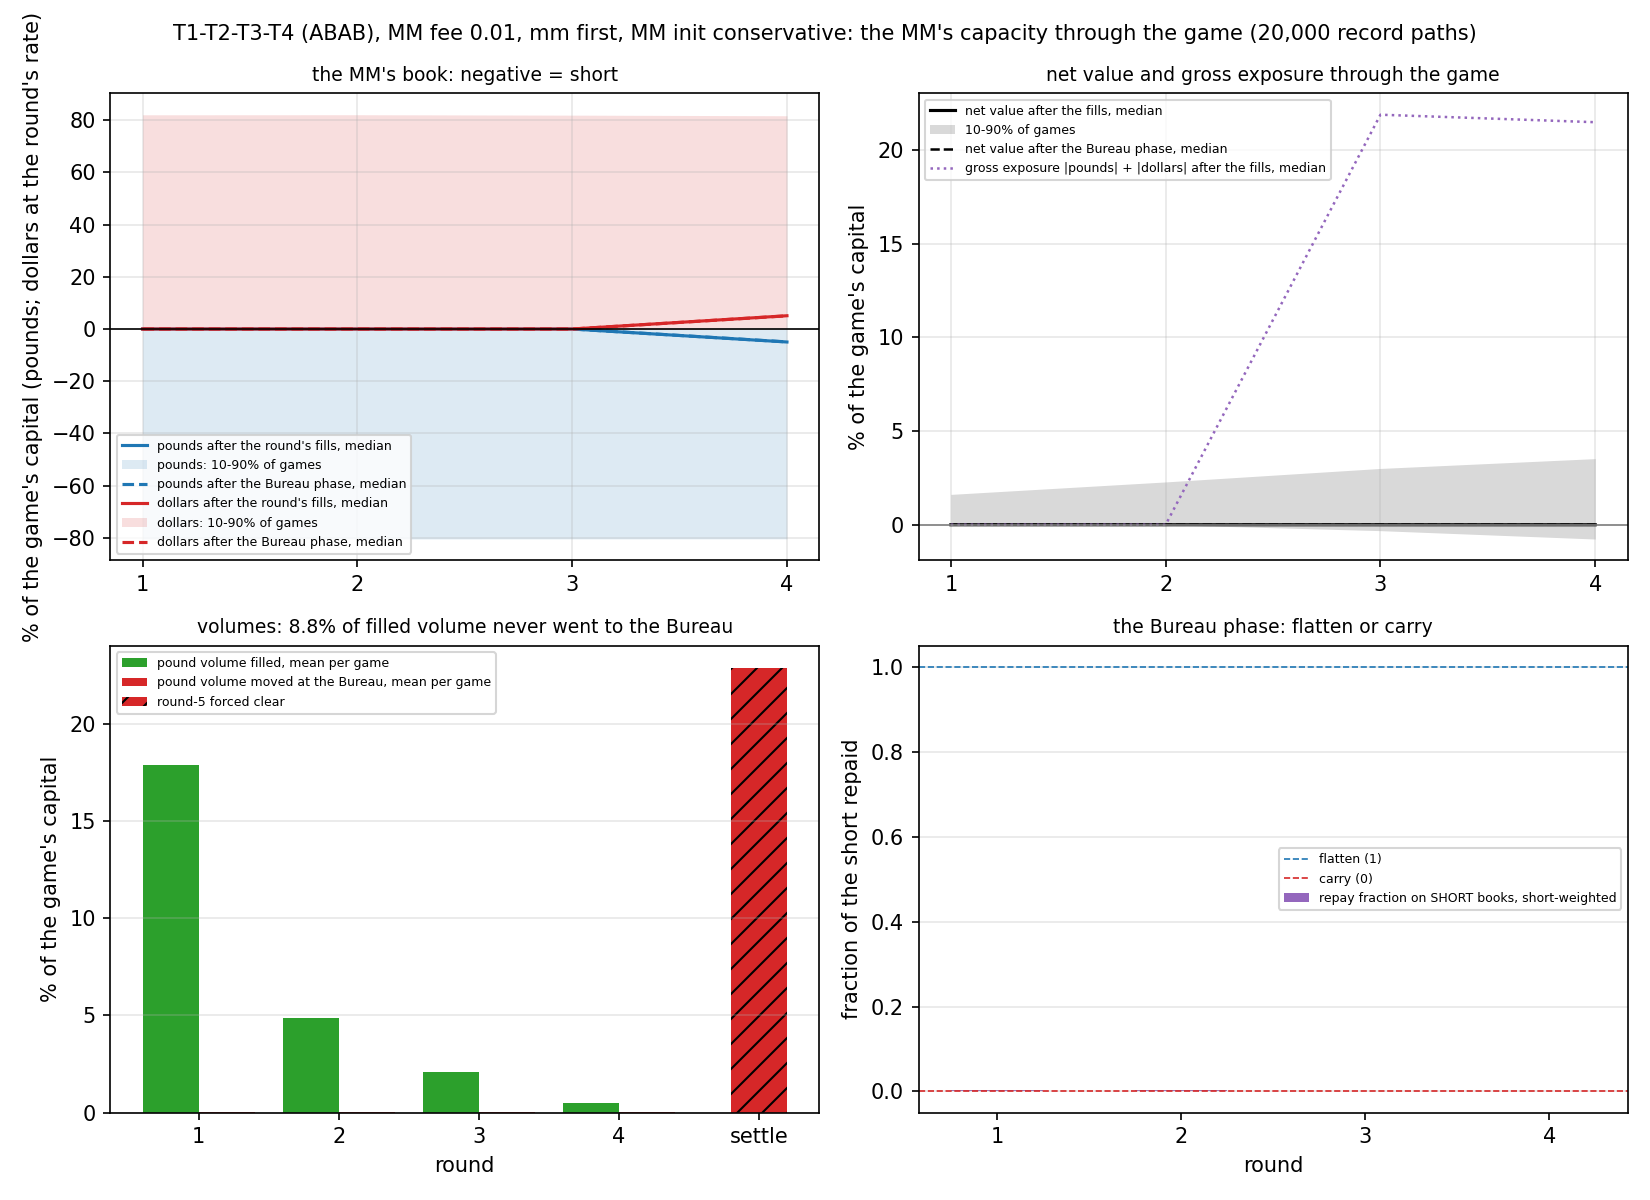 T1-T2-T3-T4 (ABAB), MM fee 0.01, mm first, MM init conservative: the MM's capacity through the game (20,000 record paths)
the MM's book: negative = short
% of the game's capital (pounds; dollars at the round's rate)
80
60
40
20
0
−20
−40
−60
−80
pounds after the round's fills, median
pounds: 10-90% of games
pounds after the Bureau phase, median
dollars after the round's fills, median
dollars: 10-90% of games
dollars after the Bureau phase, median
1 2 3 4
net value and gross exposure through the game
% of the game's capital
net value after the fills, median
10-90% of games
net value after the Bureau phase, median
gross exposure |pounds| + |dollars| after the fills, median
20
15
10
5
0
1 2 3 4
volumes: 8.8% of filled volume never went to the Bureau
% of the game's capital
pound volume filled, mean per game
pound volume moved at the Bureau, mean per game
round-5 forced clear
20
15
10
5
0
1 2 3 4 settle
round
the Bureau phase: flatten or carry
fraction of the short repaid
1.0
0.8
0.6
0.4
0.2
0.0
flatten (1)
carry (0)
repay fraction on SHORT books, short-weighted
1 2 3 4
round